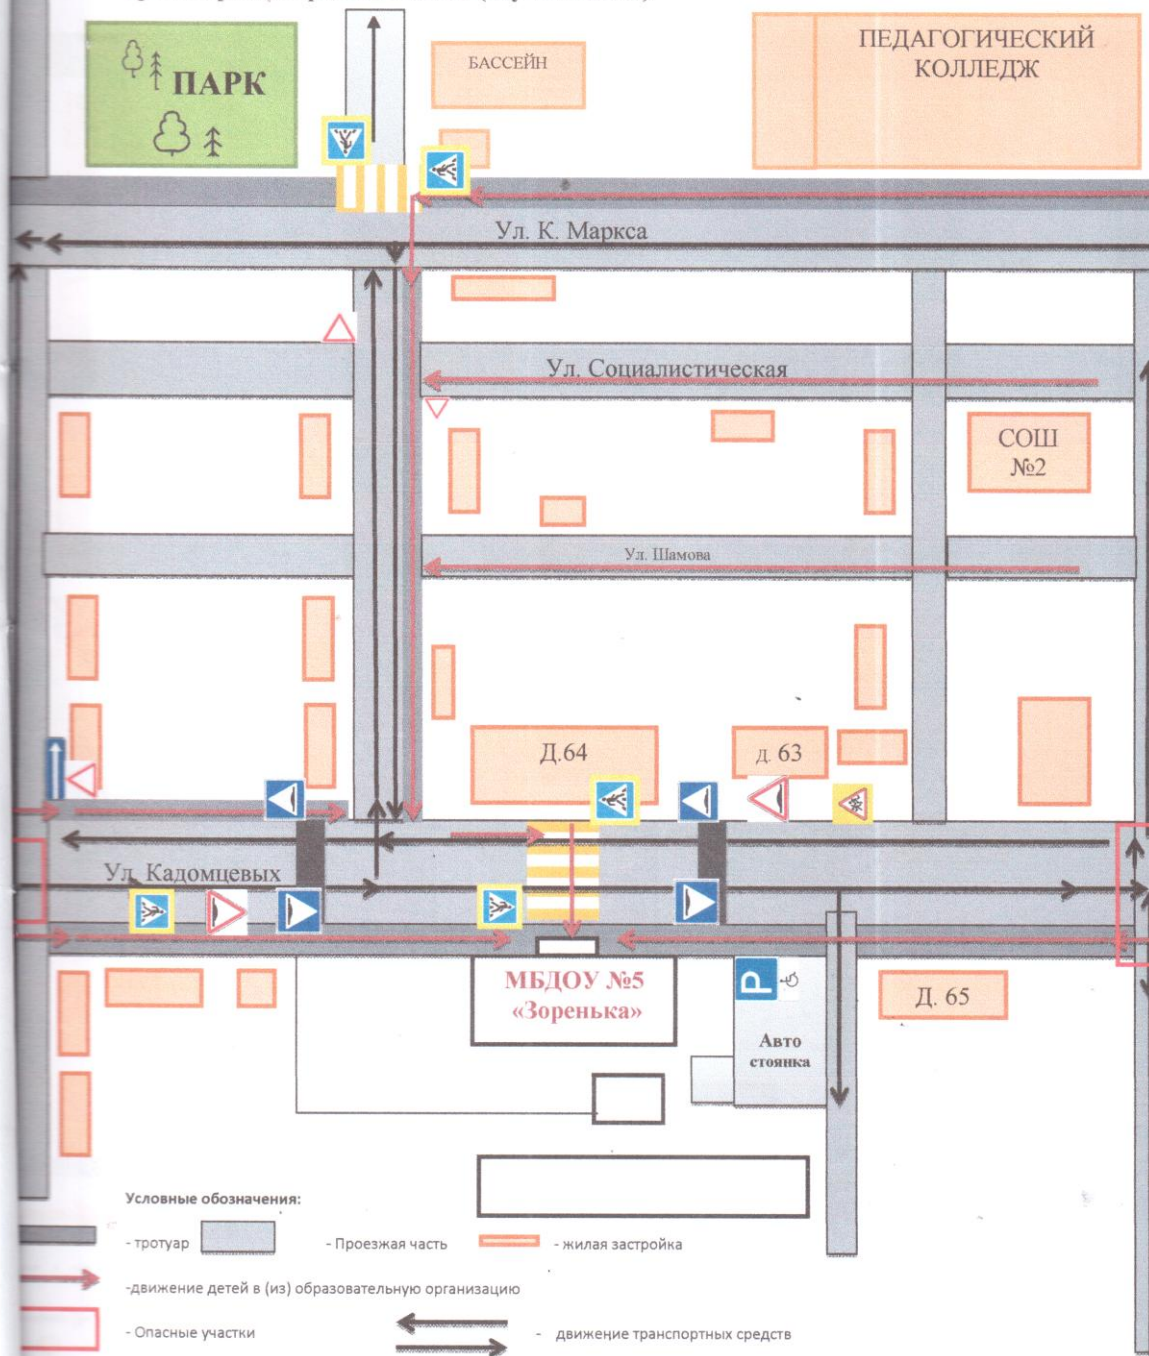 ПАРК
БАССЕЙН
ПЕДАГОГИЧЕСКИЙ
КОЛЛЕДЖ
Ул. К. Маркса
Ул. Социалистическая
СОШ
№2
Ул. Шамова
Д.64
д. 63
Ул. Кадомцевых
МБДОУ №5
«Зоренька»
P
Авто
стоянка
Д. 65
Условные обозначения:
- тротуар
- Проезжая часть
- жилая застройка
-движение детей в (из) образовательную организацию
- Опасные участки
- движение транспортных средств